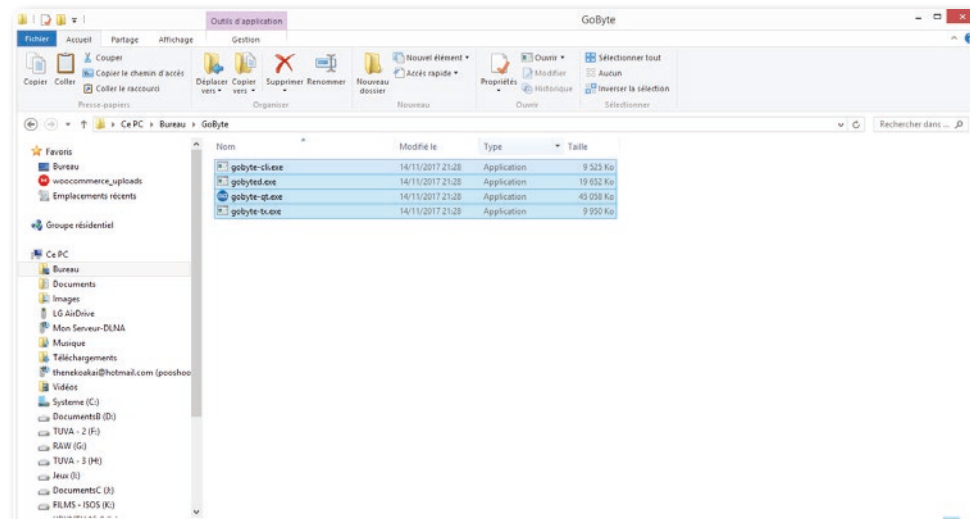 Outils d'application
GoByte
Fichier Accueil Partage Affichage Gestion
Copier
Coller
Couper
Copier le chemin d'accès
Coller le raccourci
Presse-papiers
Déplacer vers
Copier vers
Supprimer
Renommer
Organiser
Nouveau dossier
Nouvel élément
Accès rapide
Nouveau
Propriétés
Ouvrir
Modifier
Historique
Ouvrir
Sélectionner tout
Aucun
Inverser la sélection
Sélectionner
Ce PC Bureau GoByte
Rechercher dans ...
Nom Modifié le Type Taille
gobyte-cli.exe 14/11/2017 21:28 Application 9 525 Ko
gobyted.exe 14/11/2017 21:28 Application 19 652 Ko
gobyte-qt.exe 14/11/2017 21:28 Application 45 058 Ko
gobyte-tx.exe 14/11/2017 21:28 Application 9 950 Ko
Favoris
Bureau
woocommerce_uploads
Emplacements récents
Groupe résidentiel
Ce PC
Bureau
Documents
Images
LG AirDrive
Mon Serveur-DLNA
Musique
Téléchargements
thenekoakai@hotmail.com (pooshoo
Vidéos
Systeme (C:)
DocumentsB (D:)
TUVA - 2 (F:)
RAW (G:)
TUVA - 3 (H:)
Jeux (I:)
DocumentsC (J:)
FILMS - ISOS (K:)